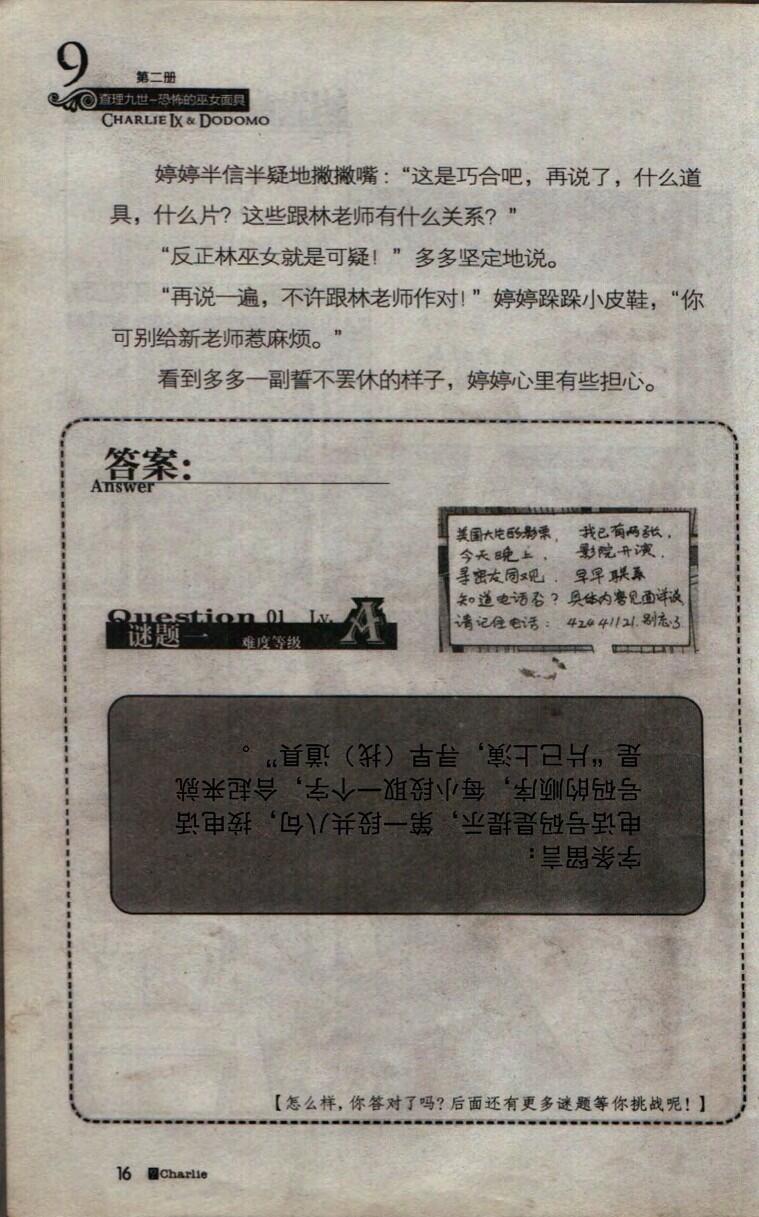 9
第二册
查理九世-恐怖的巫女面具
CHARLIE IX & DODOMO
婷婷半信半疑地撇撇嘴：“这是巧合吧，再说了，什么道
具，什么片？这些跟林老师有什么关系？”
“反正林巫女就是可疑！”多多坚定地说。
“再说一遍，不许跟林老师作对！”婷婷跺跺小皮鞋，“你
可别给新老师惹麻烦。”
看到多多一副誓不罢休的样子，婷婷心里有些担心。
答案：
Answer
美国大片的影票， 我已有两张，
今天晚上， 影院开演，
寻密友同观， 早早联系
知道电话否？具体内容见面详谈
请记住电话： 42441121.别忘了
Question 01 Lv. A
谜题一 难度等级
字条留言：
电话号码是提示，第一段共八句，按电话
号码的顺序，每小段取一个字，合起来就
是“片已上演，寻早（找）道具”。
【怎么样，你答对了吗？后面还有更多谜题等你挑战呢！】
16 Charlie